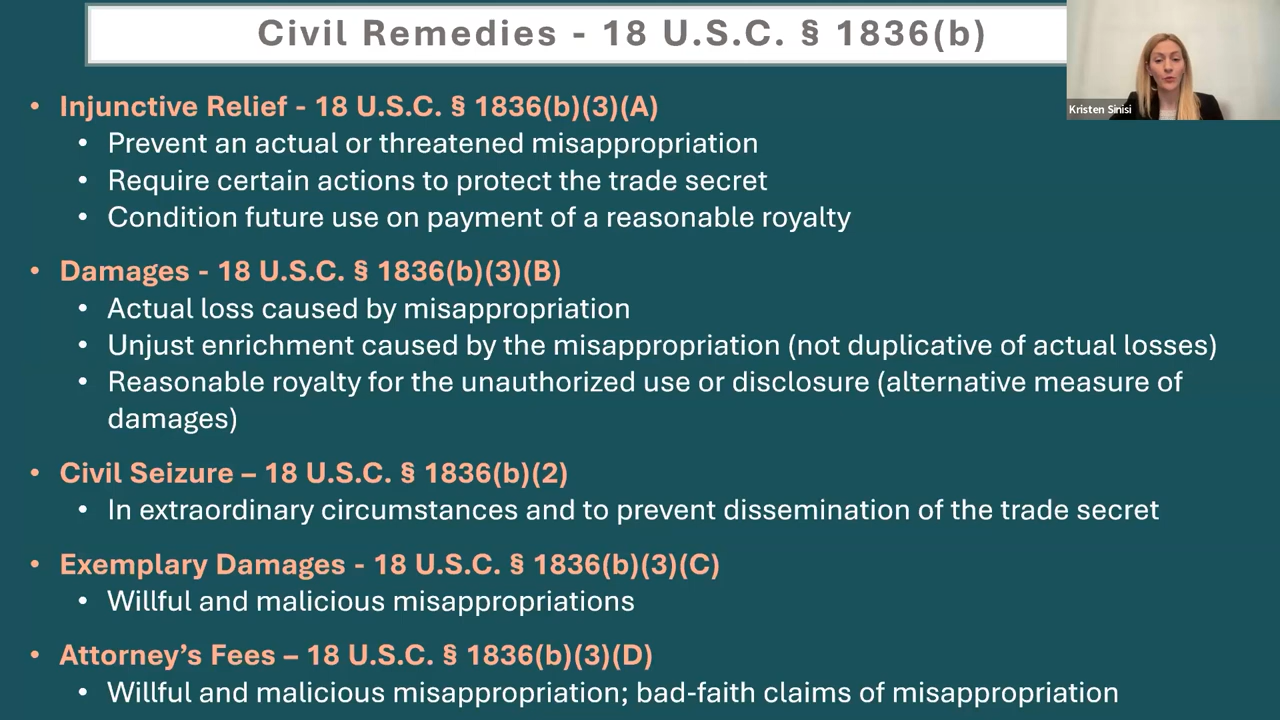 Civil Remedies - 18 U.S.C. § 1836(b)
Kristen Sinisi
• Injunctive Relief - 18 U.S.C. § 1836(b)(3)(A)
• Prevent an actual or threatened misappropriation
• Require certain actions to protect the trade secret
• Condition future use on payment of a reasonable royalty
• Damages - 18 U.S.C. § 1836(b)(3)(B)
• Actual loss caused by misappropriation
• Unjust enrichment caused by the misappropriation (not duplicative of actual losses)
• Reasonable royalty for the unauthorized use or disclosure (alternative measure of
damages)
• Civil Seizure – 18 U.S.C. § 1836(b)(2)
• In extraordinary circumstances and to prevent dissemination of the trade secret
• Exemplary Damages - 18 U.S.C. § 1836(b)(3)(C)
• Willful and malicious misappropriations
• Attorney’s Fees – 18 U.S.C. § 1836(b)(3)(D)
• Willful and malicious misappropriation; bad-faith claims of misappropriation